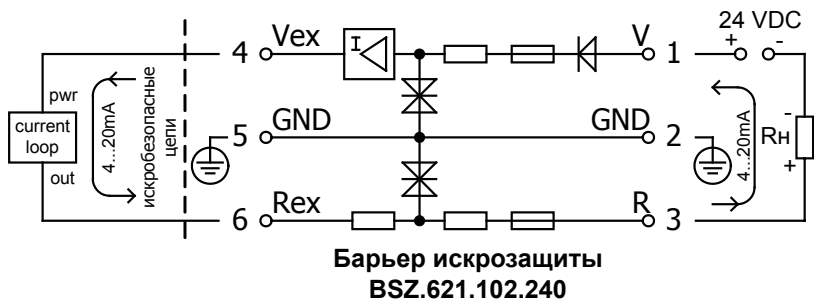 24 VDC
4 Vex
I
V 1
+ -
pwr
current
loop
out
4...20mA
искробезопасные
цепи
5 GND
GND 2
4...20mA
-
Rн
+
6 Rex
R 3
Барьер искрозащиты
BSZ.621.102.240